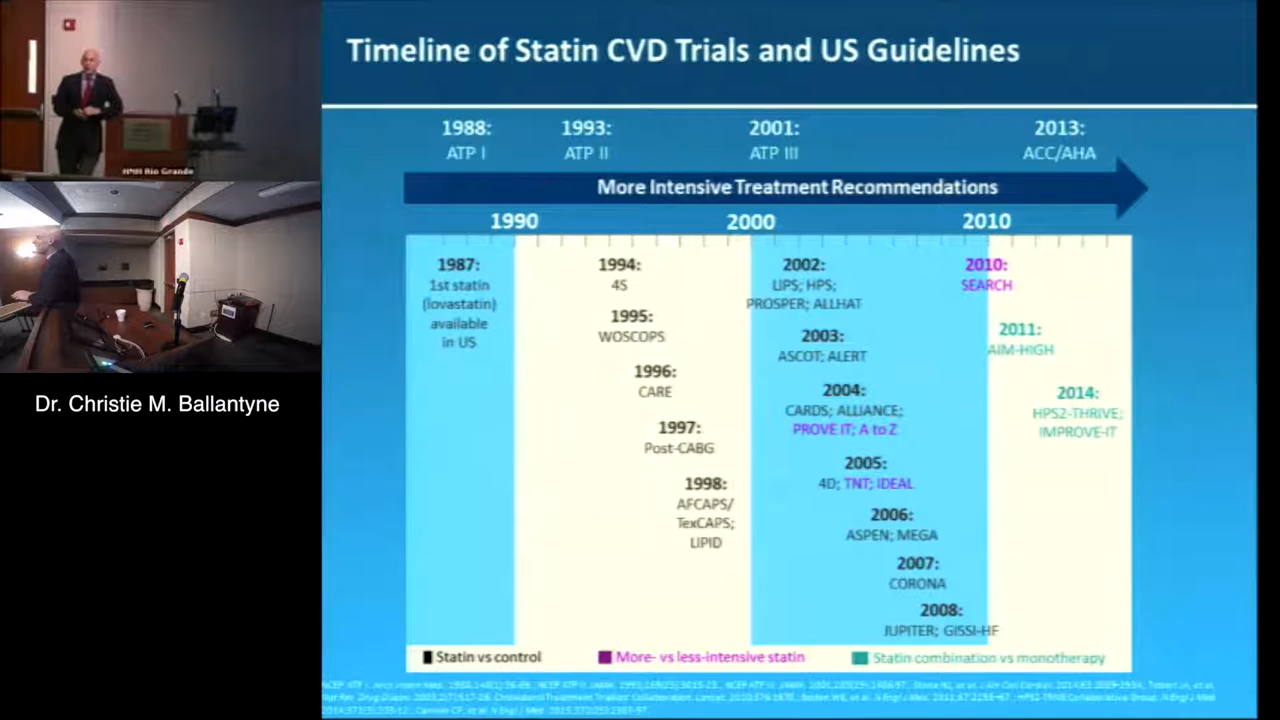 Timeline of Statin CVD Trials and US Guidelines
1988:
ATP I
1993:
ATP II
2001:
ATP III
2013:
ACC/AHA
More Intensive Treatment Recommendations
1990
2000
2010
1987:
1st statin
(lovastatin)
available
in US
1994:
4S
1995:
WOSCOPS
1996:
CARE
1997:
Post-CABG
1998:
AFCAPS/
TexCAPS;
LIPID
2002:
LIPS; HPS;
PROSPER; ALLHAT
2003:
ASCOT; ALERT
2004:
CARDS; ALLIANCE;
PROVE IT; A to Z
2005:
4D; TNT; IDEAL
2006:
ASPEN; MEGA
2007:
CORONA
2008:
JUPITER; GISSI-HF
2010:
SEARCH
2011:
AIM-HIGH
2014:
HPS2-THRIVE;
IMPROVE-IT
Statin vs control
More- vs less-intensive statin
Statin combination vs monotherapy
HMH Rio Grande
Dr. Christie M. Ballantyne